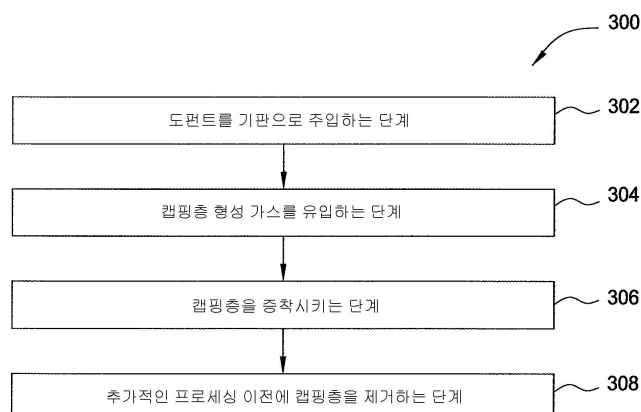 300
도펀트를 기판으로 주입하는 단계
302
캡핑층 형성 가스를 유입하는 단계
304
캡핑층을 증착시키는 단계
306
추가적인 프로세싱 이전에 캡핑층을 제거하는 단계
308